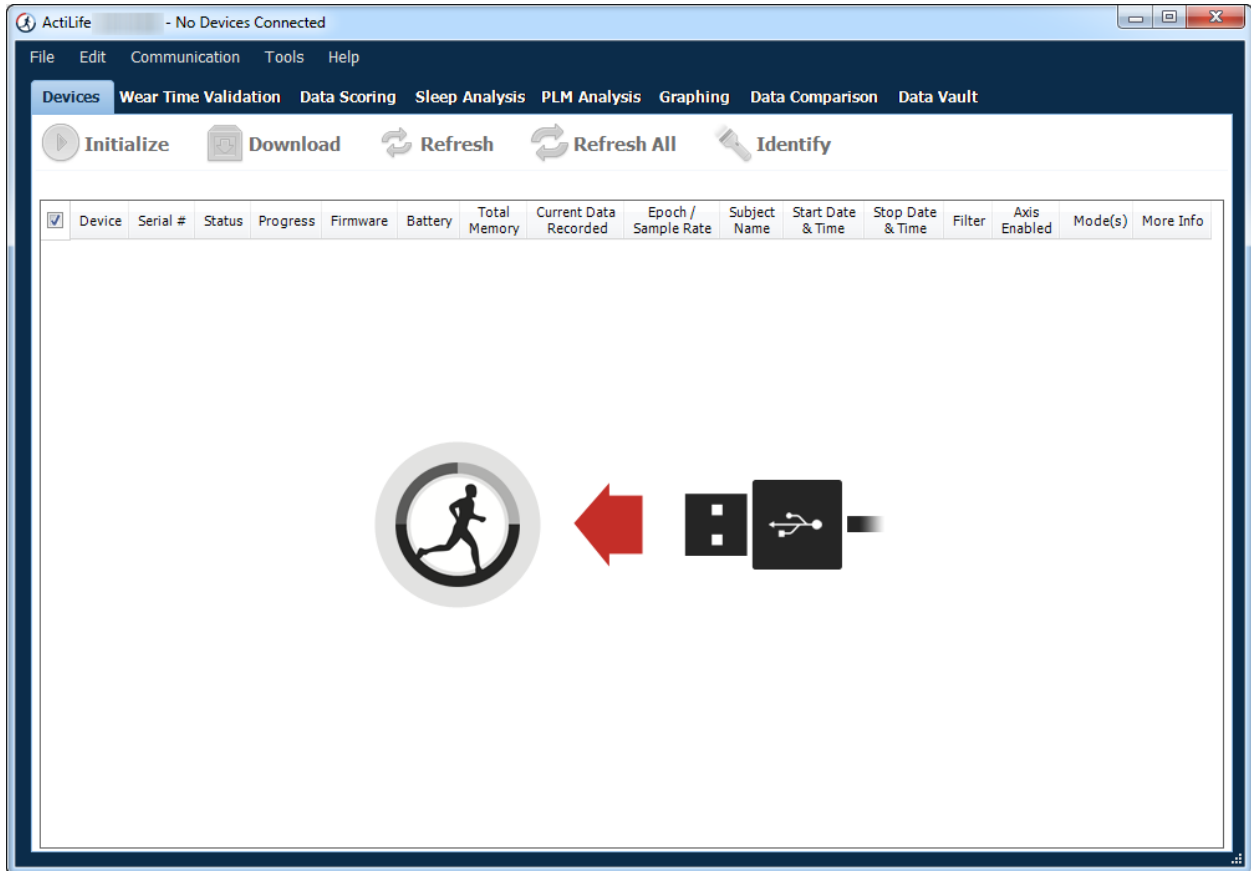 ActiLife - No Devices Connected
File Edit Communication Tools Help
Devices Wear Time Validation Data Scoring Sleep Analysis PLM Analysis Graphing Data Comparison Data Vault
Initialize Download Refresh Refresh All Identify
Device Serial # Status Progress Firmware Battery Total Memory Current Data Recorded Epoch / Sample Rate Subject Name Start Date & Time Stop Date & Time Filter Axis Enabled Mode(s) More Info